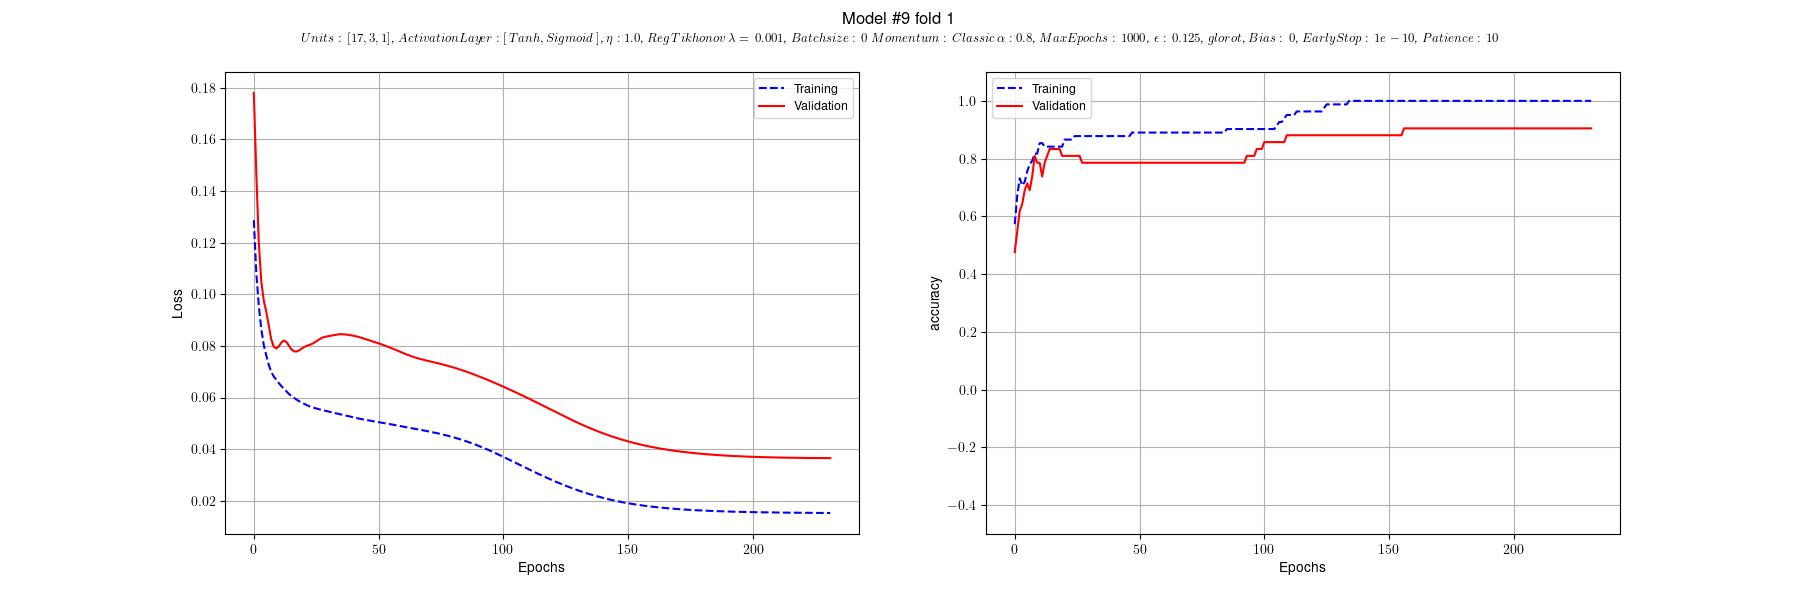 Model #9 fold 1
Units : [17, 3, 1], ActivationLayer : [ Tanh, Sigmoid ], η : 1.0, RegTikhonov λ = 0.001, Batchsize : 0 Momentum : Classic α : 0.8, MaxEpochs : 1000, ϵ : 0.125, glorot, Bias : 0, EarlyStop : 1e − 10, Patience : 10
Loss
0.18
0.16
0.14
0.12
0.10
0.08
0.06
0.04
0.02
Training
Validation
0 50 100 150 200
Epochs
accuracy
1.0
0.8
0.6
0.4
0.2
0.0
−0.2
−0.4
Training
Validation
0 50 100 150 200
Epochs